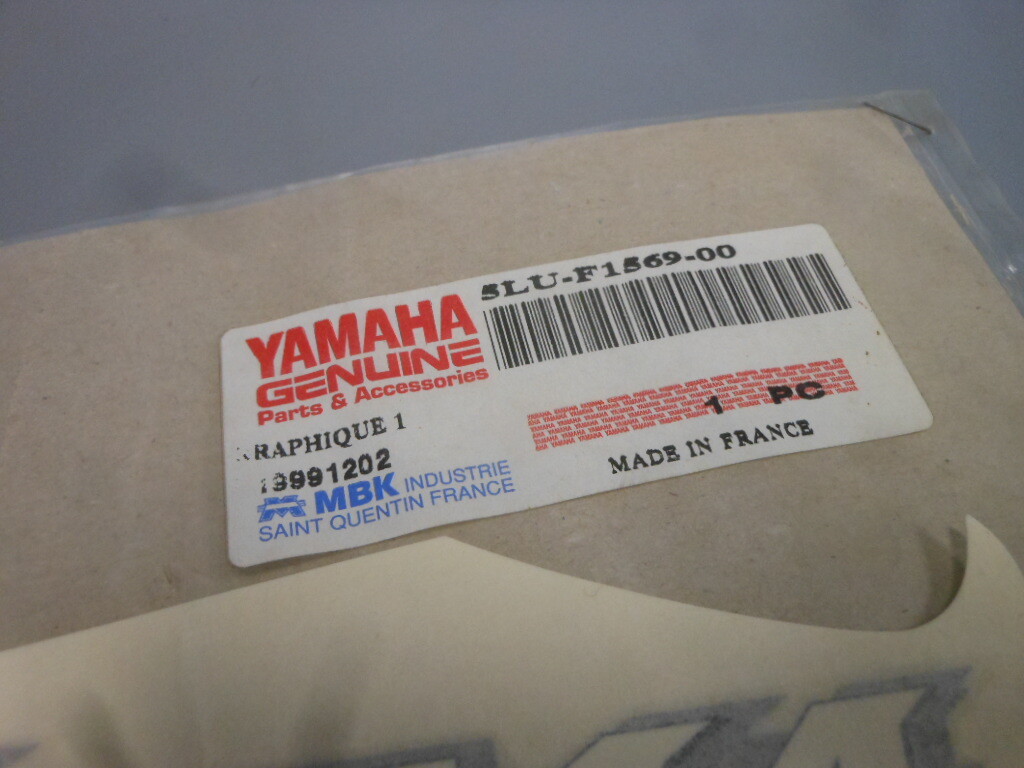 5LU-F1569-00
YAMAHA
GENUINE
Parts & Accessories
RAPHIQUE 1
19991202
MBK INDUSTRIE
SAINT QUENTIN FRANCE
1 PC
MADE IN FRANCE